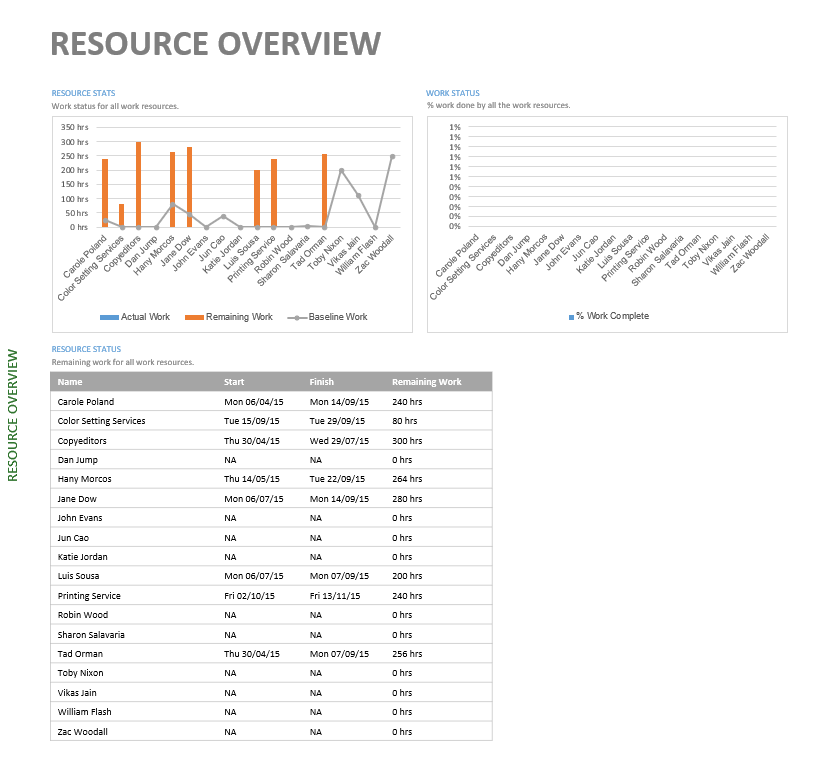 RESOURCE OVERVIEW
RESOURCE STATS
Work status for all work resources.
350 hrs
300 hrs
250 hrs
200 hrs
150 hrs
100 hrs
50 hrs
0 hrs
Carole Poland
Color Setting Services
Copyeditors
Dan Jump
Hany Morcos
Jane Dow
John Evans
Jun Cao
Katie Jordan
Luis Sousa
Printing Service
Robin Wood
Sharon Salavaria
Tad Orman
Toby Nixon
Vikas Jain
William Flash
Zac Woodall
Actual Work Remaining Work Baseline Work
WORK STATUS
% work done by all the work resources.
1%
1%
1%
1%
1%
1%
0%
0%
0%
0%
0%
Carole Poland
Color Setting Services
Copyeditors
Dan Jump
Hany Morcos
Jane Dow
John Evans
Jun Cao
Katie Jordan
Luis Sousa
Printing Service
Robin Wood
Sharon Salavaria
Tad Orman
Toby Nixon
Vikas Jain
William Flash
Zac Woodall
% Work Complete
RESOURCE OVERVIEW
RESOURCE STATUS
Remaining work for all work resources.
Name Start Finish Remaining Work
Carole Poland Mon 06/04/15 Mon 14/09/15 240 hrs
Color Setting Services Tue 15/09/15 Tue 29/09/15 80 hrs
Copyeditors Thu 30/04/15 Wed 29/07/15 300 hrs
Dan Jump NA NA 0 hrs
Hany Morcos Thu 14/05/15 Tue 22/09/15 264 hrs
Jane Dow Mon 06/07/15 Mon 14/09/15 280 hrs
John Evans NA NA 0 hrs
Jun Cao NA NA 0 hrs
Katie Jordan NA NA 0 hrs
Luis Sousa Mon 06/07/15 Mon 07/09/15 200 hrs
Printing Service Fri 02/10/15 Fri 13/11/15 240 hrs
Robin Wood NA NA 0 hrs
Sharon Salavaria NA NA 0 hrs
Tad Orman Thu 30/04/15 Mon 07/09/15 256 hrs
Toby Nixon NA NA 0 hrs
Vikas Jain NA NA 0 hrs
William Flash NA NA 0 hrs
Zac Woodall NA NA 0 hrs